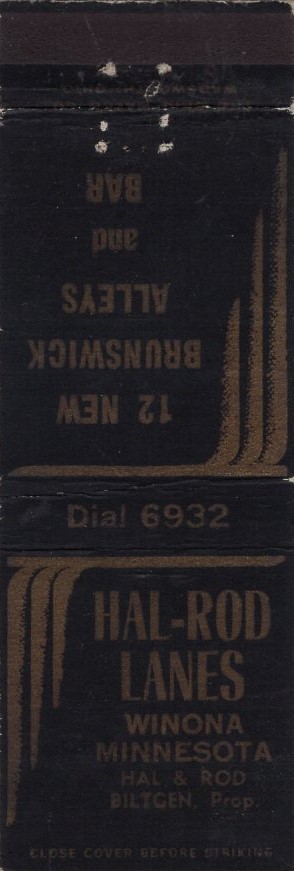 12 NEW
BRUNSWICK
ALLEYS
and
BAR
Dial 6932
HAL-ROD
LANES
WINONA
MINNESOTA
HAL & ROD
BILTGEN, Prop.
CLOSE COVER BEFORE STRIKING